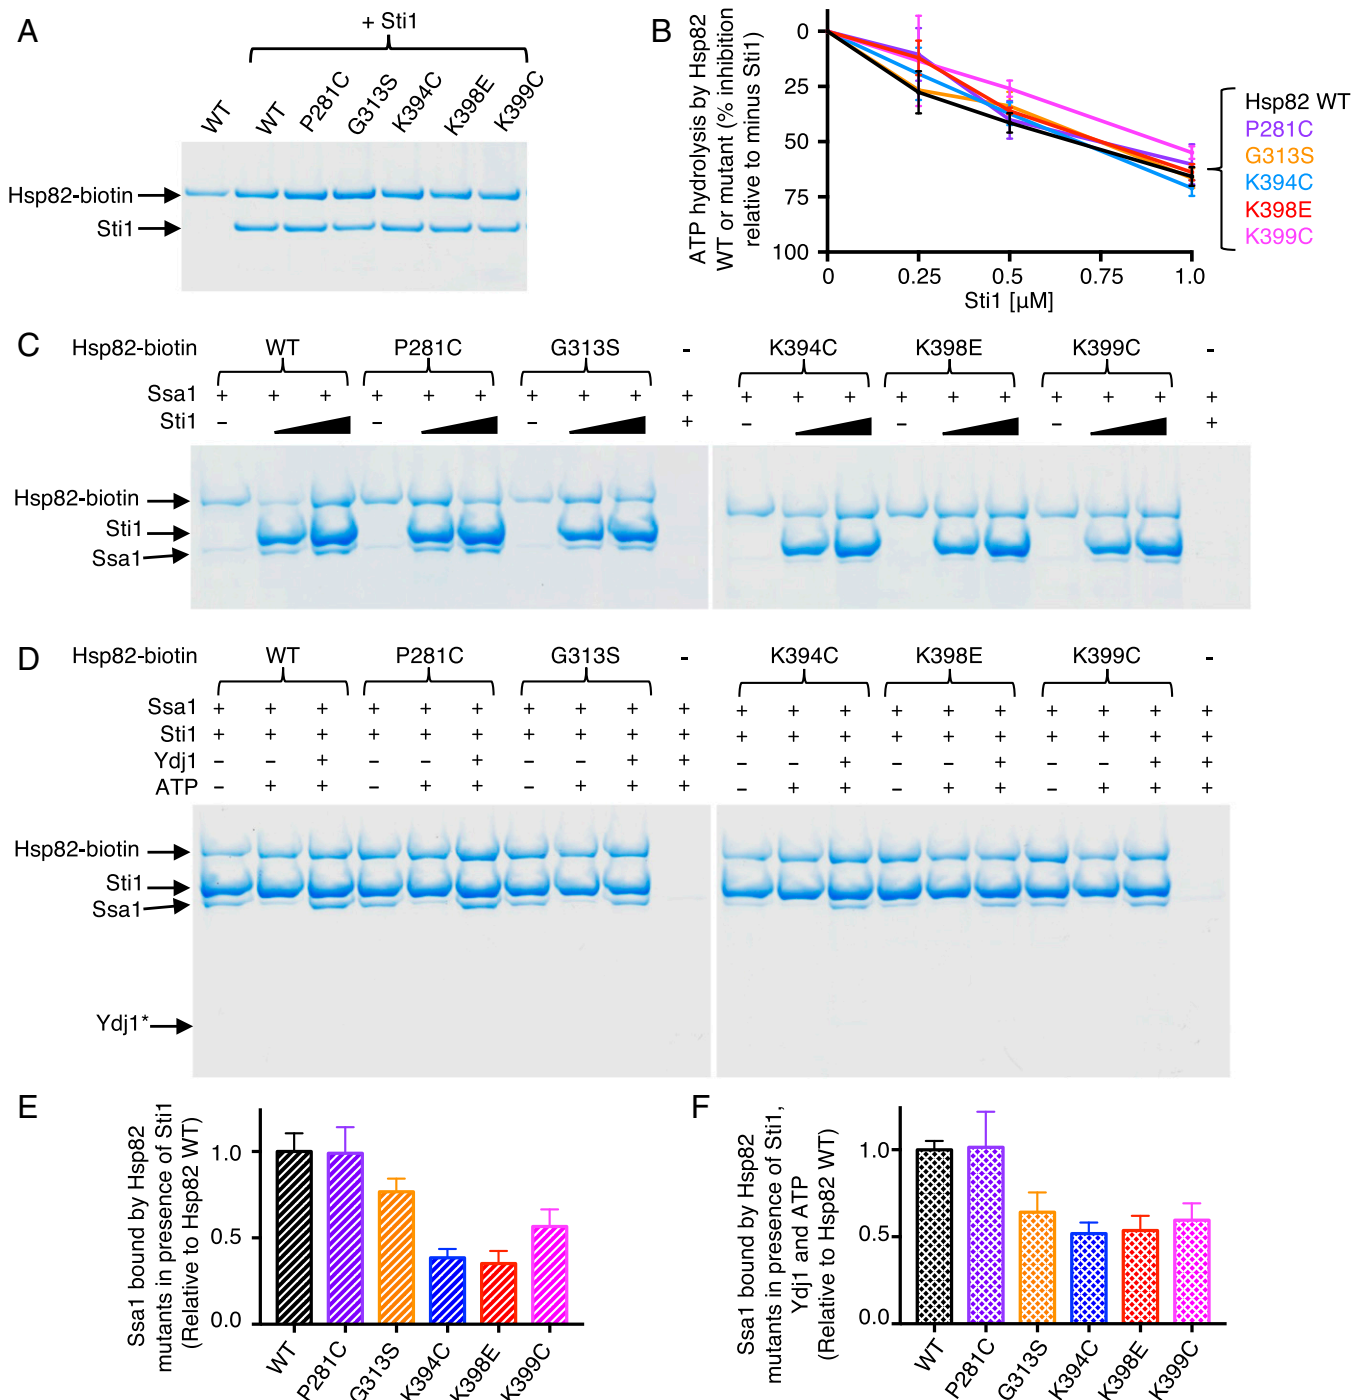 A
+ Sti1
WT
WT
P281C
G313S
K394C
K398E
K399C
Hsp82-biotin
Sti1
B
ATP hydrolysis by Hsp82
WT or mutant (% inhibition
relative to minus Sti1)
0
25
50
75
100
0
0.25
0.5
0.75
1.0
Sti1 [µM]
Hsp82 WT
P281C
G313S
K394C
K398E
K399C
C
Hsp82-biotin WT P281C G313S - K394C K398E K399C -
Ssa1 + + + + + + + + + + + + + + + + + + + +
Sti1 – – – + – – – +
Hsp82-biotin
Sti1
Ssa1
D
Hsp82-biotin WT P281C G313S - K394C K398E K399C -
Ssa1 + + + + + + + + + + + + + + + + + + + +
Sti1 + + + + + + + + + + + + + + + + + + + +
Ydj1 – – + – – + – – + + – – + – – + – – + +
ATP – + + – + + – + + + – + + – + + – + + +
Hsp82-biotin
Sti1
Ssa1
Ydj1*
E
Ssa1 bound by Hsp82
mutants in presence of Sti1
(Relative to Hsp82 WT)
1.0
0.5
0.0
WT
P281C
G313S
K394C
K398E
K399C
F
Ssa1 bound by Hsp82
mutants in presence of Sti1,
Ydj1 and ATP
(Relative to Hsp82 WT)
1.0
0.5
0.0
WT
P281C
G313S
K394C
K398E
K399C